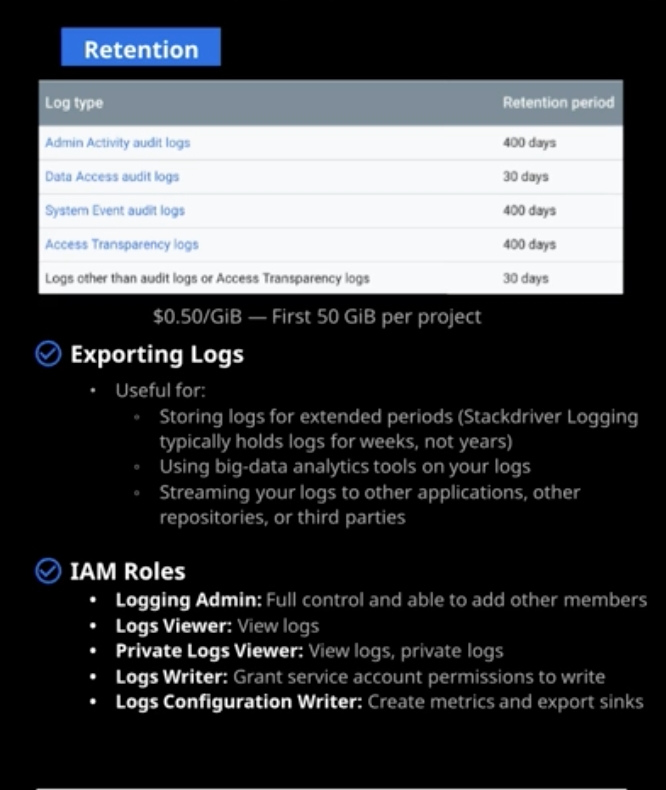 Retention
Log type Retention period
Admin Activity audit logs 400 days
Data Access audit logs 30 days
System Event audit logs 400 days
Access Transparency logs 400 days
Logs other than audit logs or Access Transparency logs 30 days
$0.50/GiB — First 50 GiB per project
Exporting Logs
• Useful for:
◦ Storing logs for extended periods (Stackdriver Logging
typically holds logs for weeks, not years)
◦ Using big-data analytics tools on your logs
◦ Streaming your logs to other applications, other
repositories, or third parties
IAM Roles
• Logging Admin: Full control and able to add other members
• Logs Viewer: View logs
• Private Logs Viewer: View logs, private logs
• Logs Writer: Grant service account permissions to write
• Logs Configuration Writer: Create metrics and export sinks